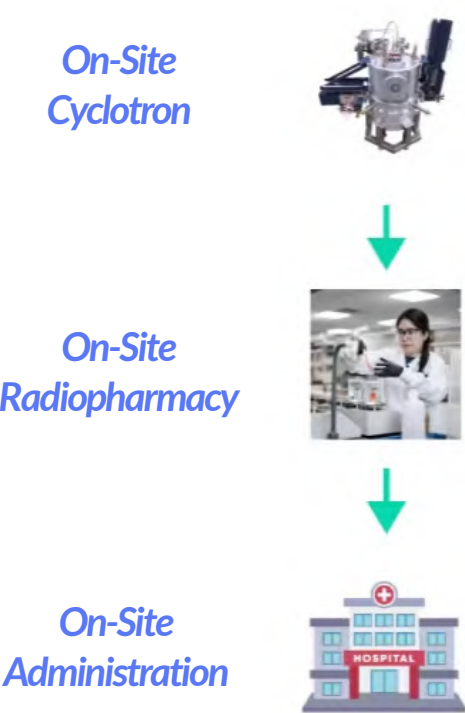 On-Site
Cyclotron
On-Site
Radiopharmacy
On-Site
Administration
HOSPITAL